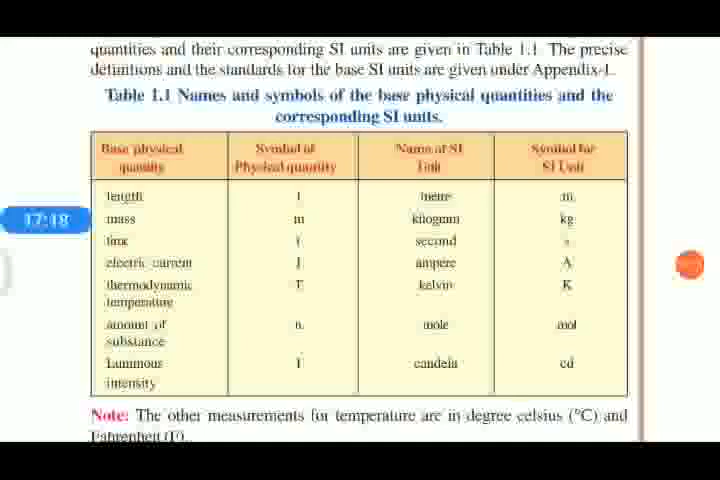 quantities and their corresponding SI units are given in Table 1.1. The precise
definitions and the standards for the base SI units are given under Appendix-I.
Table 1.1 Names and symbols of the base physical quantities and the
corresponding SI units.
Base physical quantity Symbol of Physical quantity Name of SI Unit Symbol for SI Unit
length l metre m
17:18
mass m kilogram kg
time t second s
electric current I ampere A
thermodynamic temperature T kelvin K
amount of substance n mole mol
Luminous intensity I candela cd
Note: The other measurements for temperature are in degree celsius (°C) and
Fahrenheit (F).